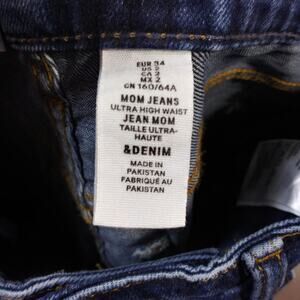 EUR 34
US 2
CA 2
MX 2
CN 160/64A
MOM JEANS
ULTRA HIGH WAIST
JEAN MOM
TAILLE ULTRA-
HAUTE
&DENIM
MADE IN
PAKISTAN
FABRIQUÉ AU
PAKISTAN